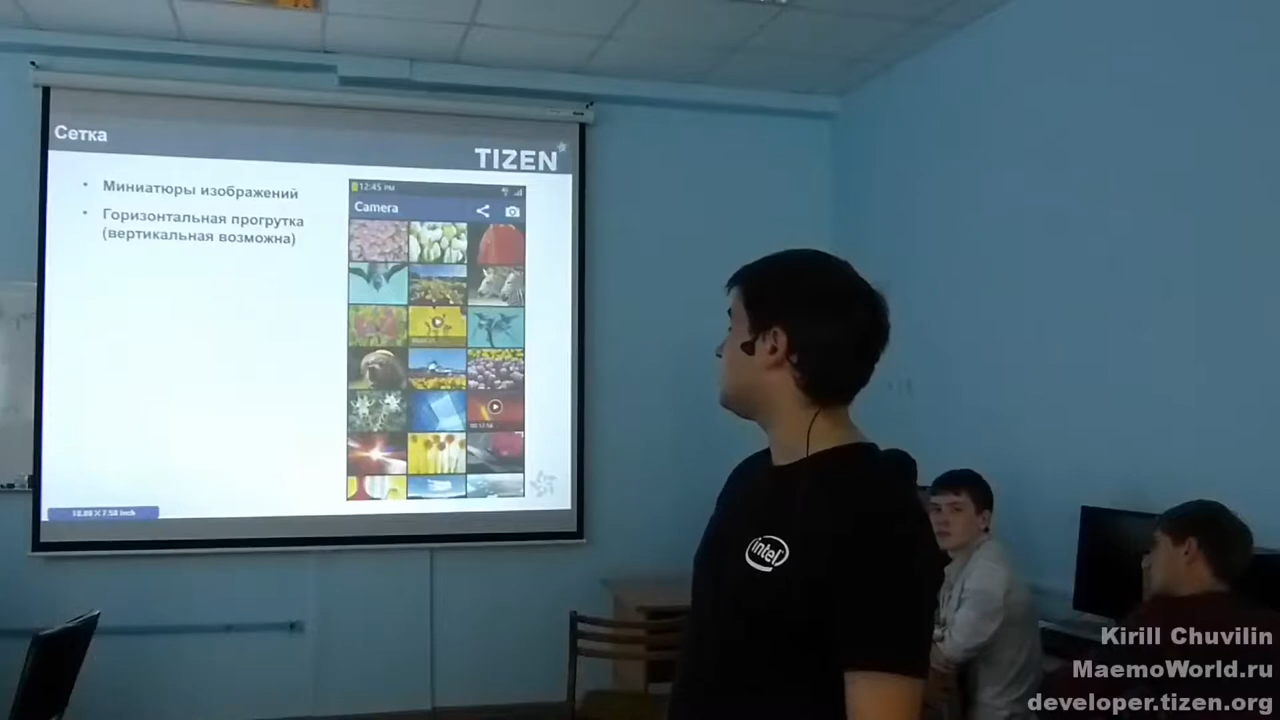 Сетка
TIZEN
Миниатюры изображений
Горизонтальная прогрутка
(вертикальная возможна)
12:45 PM
Camera
intel
Kirill Chuvilin
MaemoWorld.ru
developer.tizen.org